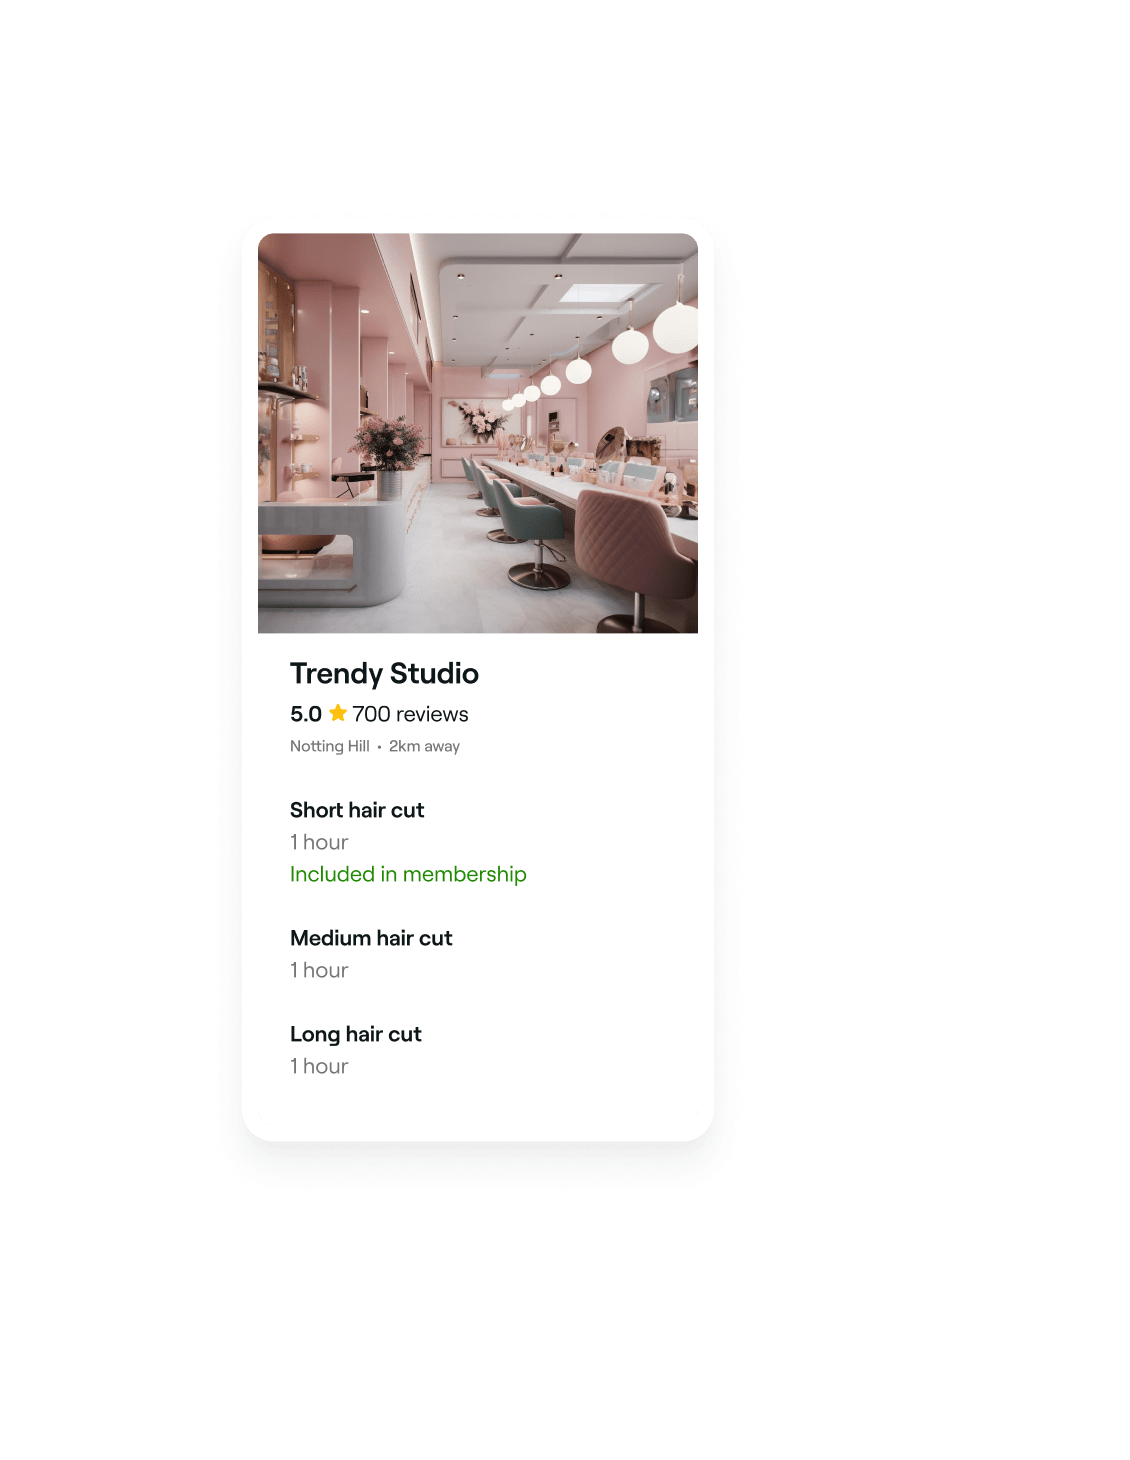 Trendy Studio
5.0 ⭐ 700 reviews
Notting Hill • 2km away
Short hair cut
1 hour
Included in membership
Medium hair cut
1 hour
Long hair cut
1 hour